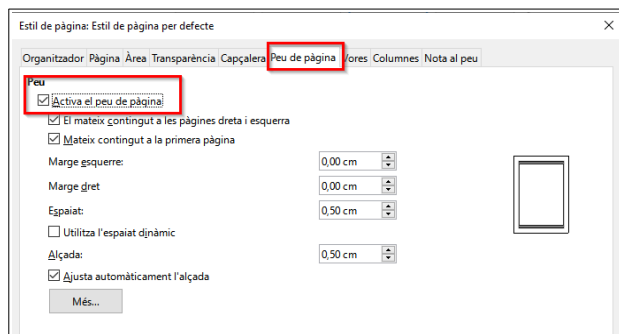 Estil de pàgina: Estil de pàgina per defecte
Organitzador Pàgina Àrea Transparència Capçalera Peu de pàgina Vores Columnes Nota al peu
Peu
Activa el peu de pàgina
El mateix contingut a les pàgines dreta i esquerra
Mateix contingut a la primera pàgina
Marge esquerre: 0,00 cm
Marge dret 0,00 cm
Espaiat: 0,50 cm
Utilitza l'espaiat dinàmic
Alçada: 0,50 cm
Ajusta automàticament l'alçada
Més...